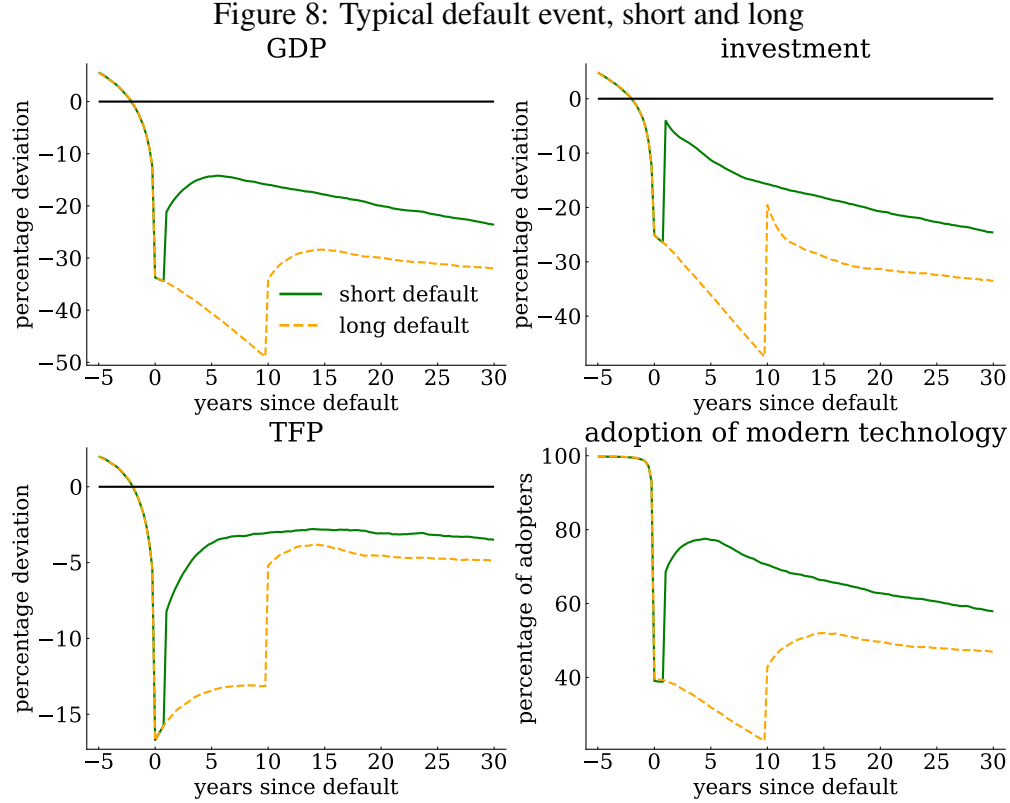 Figure 8: Typical default event, short and long
GDP
percentage deviation
0
−10
−20
−30
−40
−50
short default
long default
−5 0 5 10 15 20 25 30
years since default
investment
percentage deviation
0
−10
−20
−30
−40
−5 0 5 10 15 20 25 30
years since default
TFP
percentage deviation
0
−5
−10
−15
−5 0 5 10 15 20 25 30
years since default
adoption of modern technology
percentage of adopters
100
80
60
40
−5 0 5 10 15 20 25 30
years since default